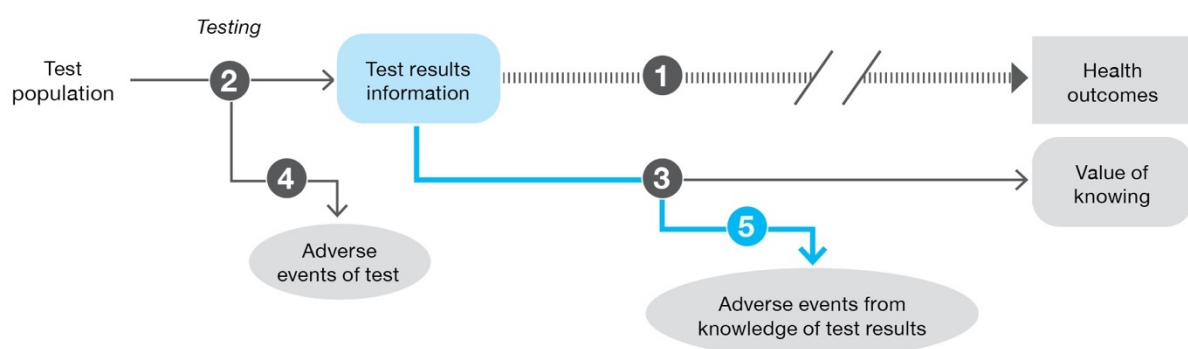 Testing
Test
population
2
Test results
information
1
Health
outcomes
4
3
Value of
knowing
5
Adverse
events of test
Adverse events from
knowledge of test results